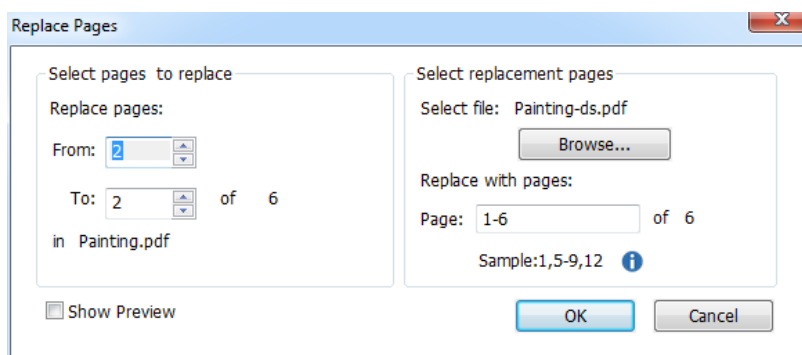 Replace Pages
Select pages to replace
Replace pages:
From: 2
To: 2 of 6
in Painting.pdf
Show Preview
Select replacement pages
Select file: Painting-ds.pdf
Browse...
Replace with pages:
Page: 1-6 of 6
Sample:1,5-9,12
OK
Cancel